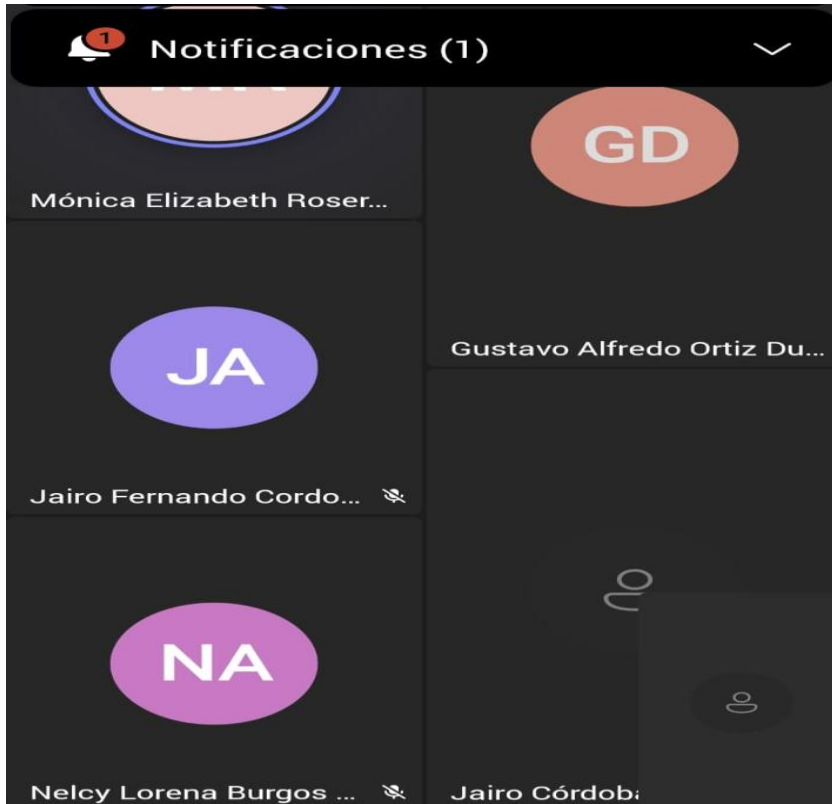 1
Notificaciones (1)
GD
Mónica Elizabeth Roser...
Gustavo Alfredo Ortiz Du...
JA
Jairo Fernando Cordo...
NA
Nelcy Lorena Burgos ...
Jairo Córdoba